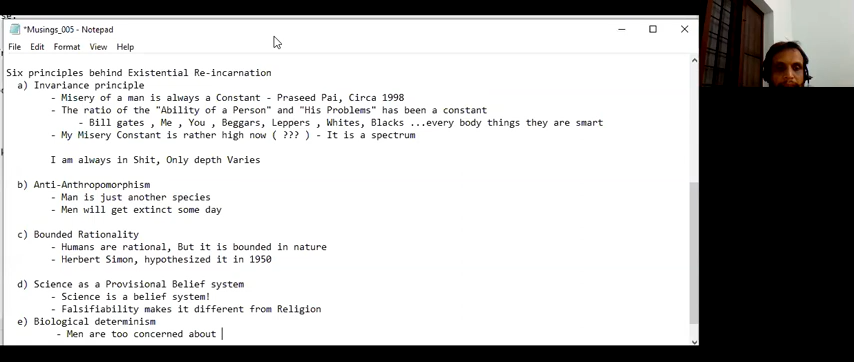 se.
*Musings_005 - Notepad
File Edit Format View Help
Six principles behind Existential Re-incarnation
a) Invariance principle
- Misery of a man is always a Constant - Praseed Pai, Circa 1998
- The ratio of the "Ability of a Person" and "His Problems" has been a constant
- Bill gates , Me , You , Beggars, Leppers , Whites, Blacks ...every body things they are smart
- My Misery Constant is rather high now ( ??? ) - It is a spectrum
I am always in Shit, Only depth Varies
b) Anti-Anthropomorphism
- Man is just another species
- Men will get extinct some day
c) Bounded Rationality
- Humans are rational, But it is bounded in nature
- Herbert Simon, hypothesized it in 1950
d) Science as a Provisional Belief system
- Science is a belief system!
- Falsifiability makes it different from Religion
e) Biological determinism
- Men are too concerned about